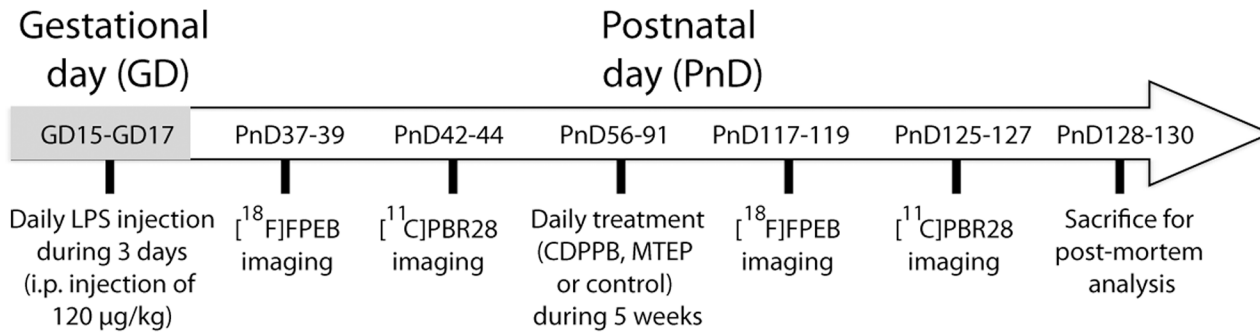 Gestational
day (GD)
Postnatal
day (PnD)
GD15-GD17
PnD37-39
PnD42-44
PnD56-91
PnD117-119
PnD125-127
PnD128-130
Daily LPS injection
during 3 days
(i.p. injection of
120 µg/kg)
[¹⁸F]FPEB
imaging
[¹¹C]PBR28
imaging
Daily treatment
(CDPPB, MTEP
or control)
during 5 weeks
[¹⁸F]FPEB
imaging
[¹¹C]PBR28
imaging
Sacrifice for
post-mortem
analysis